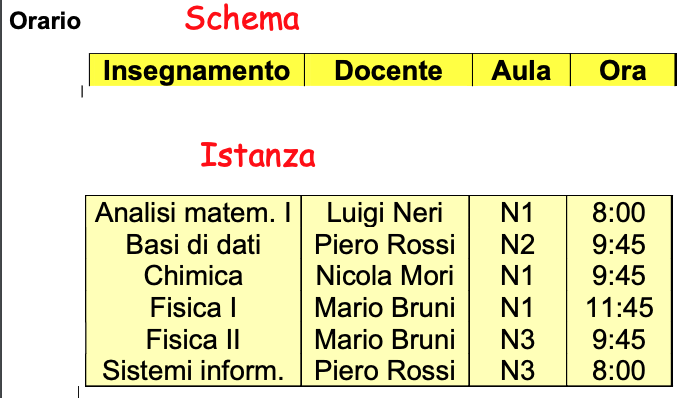 Orario
Schema
Insegnamento Docente Aula Ora
Istanza
Analisi matem. I Luigi Neri N1 8:00
Basi di dati Piero Rossi N2 9:45
Chimica Nicola Mori N1 9:45
Fisica I Mario Bruni N1 11:45
Fisica II Mario Bruni N3 9:45
Sistemi inform. Piero Rossi N3 8:00